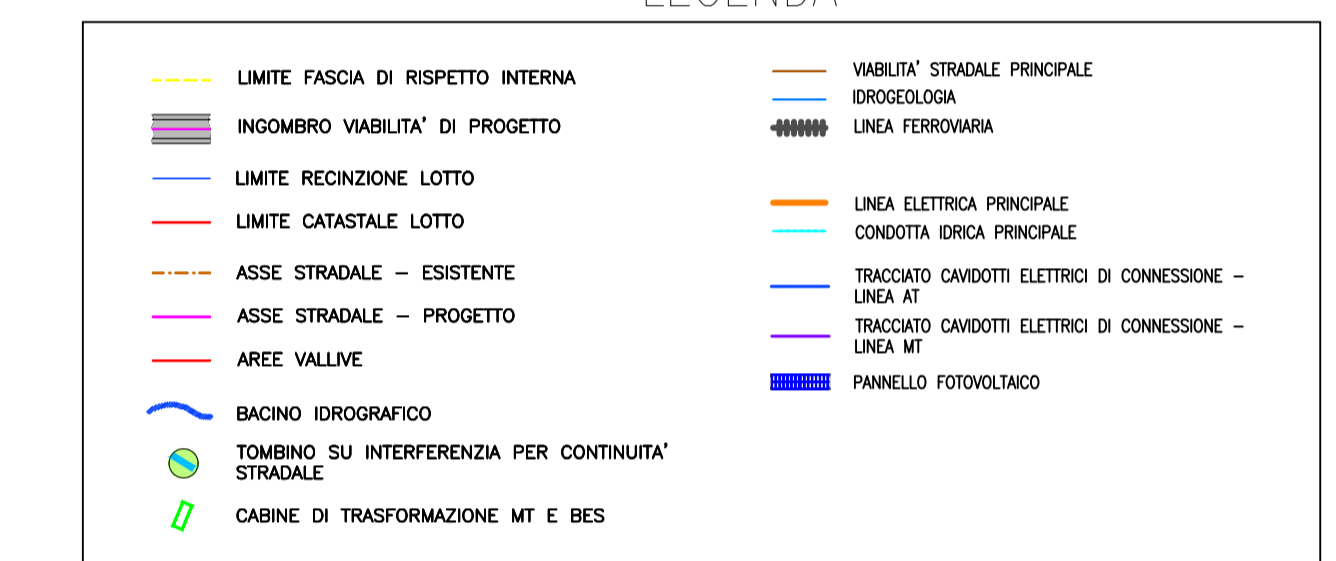 LEGENDA
LIMITE FASCIA DI RISPETTO INTERNA
INGOMBRO VIABILITA' DI PROGETTO
LIMITE RECINZIONE LOTTO
LIMITE CATASTALE LOTTO
ASSE STRADALE – ESISTENTE
ASSE STRADALE – PROGETTO
AREE VALLIVE
BACINO IDROGRAFICO
TOMBINO SU INTERFERENZIA PER CONTINUITA'
STRADALE
CABINE DI TRASFORMAZIONE MT E BES
VIABILITA' STRADALE PRINCIPALE
IDROGEOLOGIA
LINEA FERROVIARIA
LINEA ELETTRICA PRINCIPALE
CONDOTTA IDRICA PRINCIPALE
TRACCIATO CAVIDOTTI ELETTRICI DI CONNESSIONE –
LINEA AT
TRACCIATO CAVIDOTTI ELETTRICI DI CONNESSIONE –
LINEA MT
PANNELLO FOTOVOLTAICO